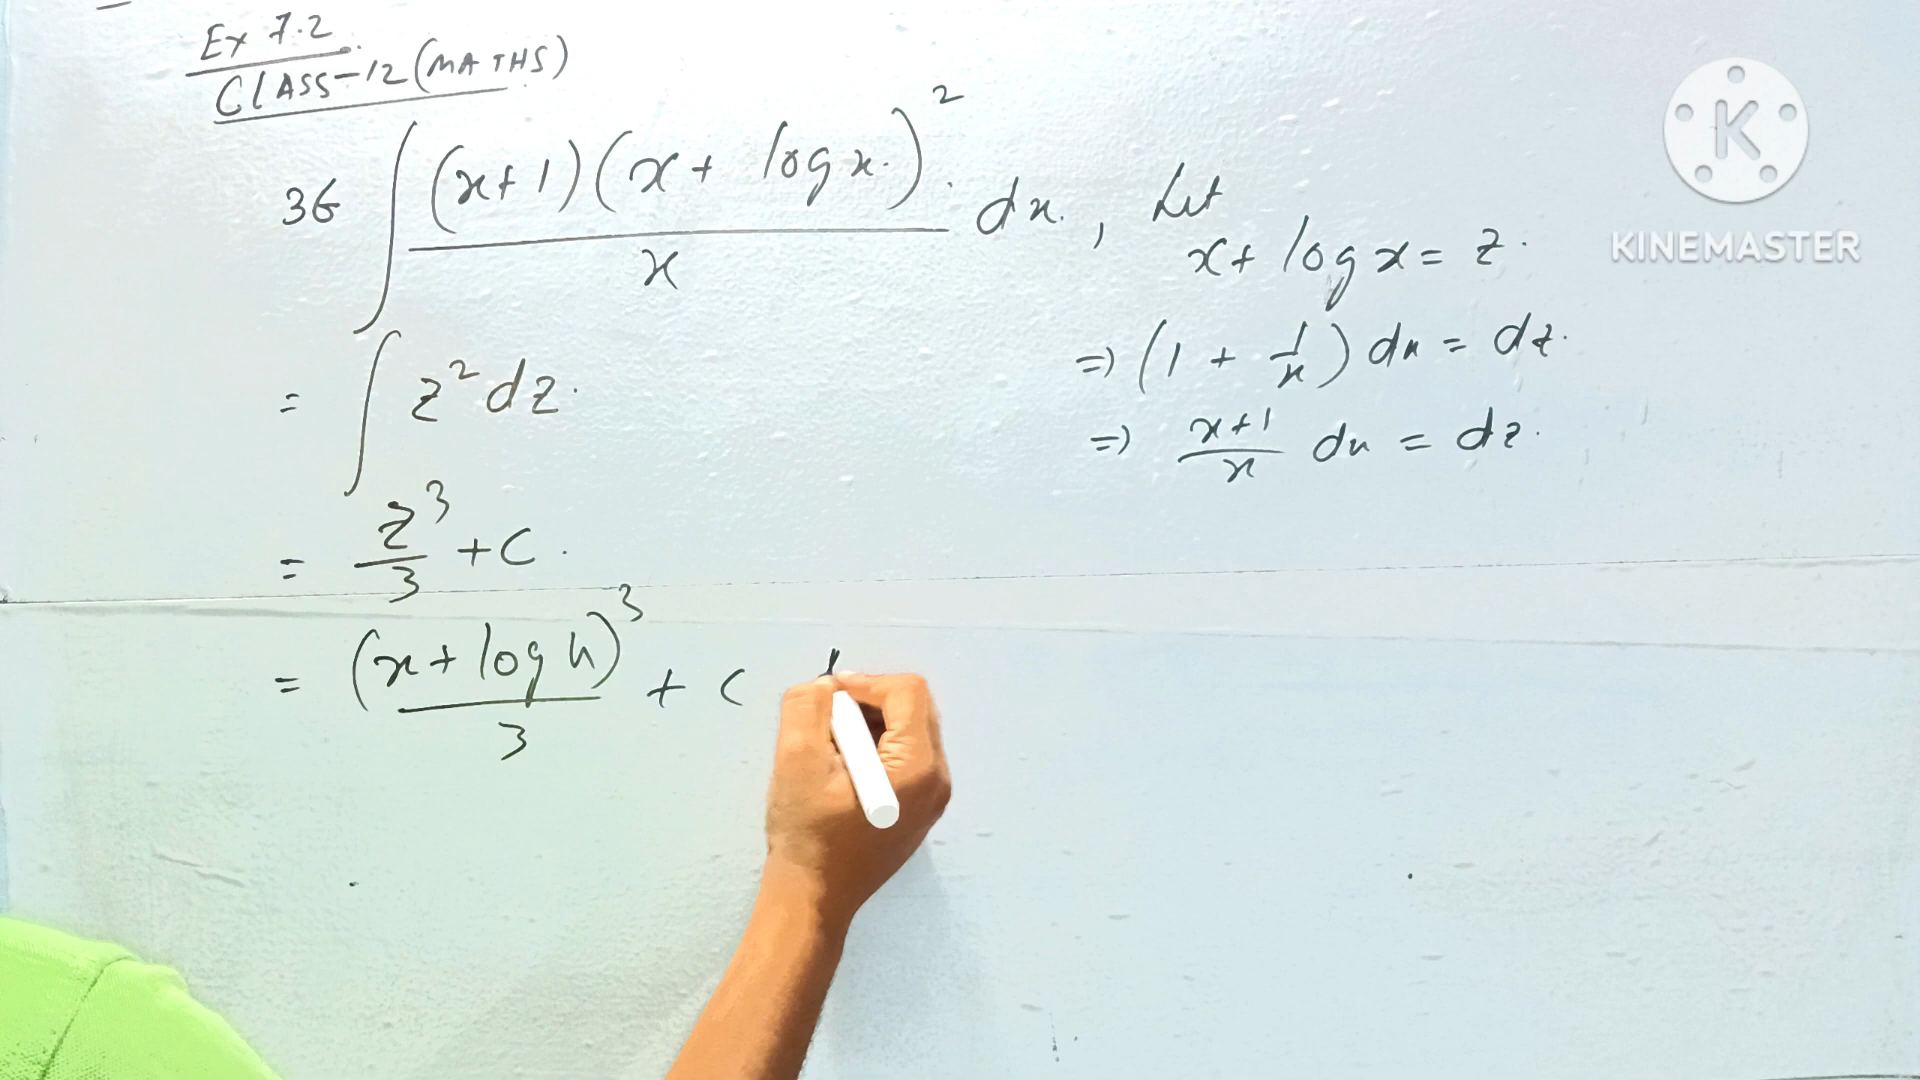 Ex 7.2
CLASS-12 (MATHS)
36 ∫ (x+1)(x + log x)² / x dx, Let
x + log x = z.
⇒ (1 + 1/x) dx = dz.
⇒ x+1/x dx = dz.
= ∫ z² dz.
= z³/3 + C.
= (x + log x)³/3 + C
K
KINEMASTER